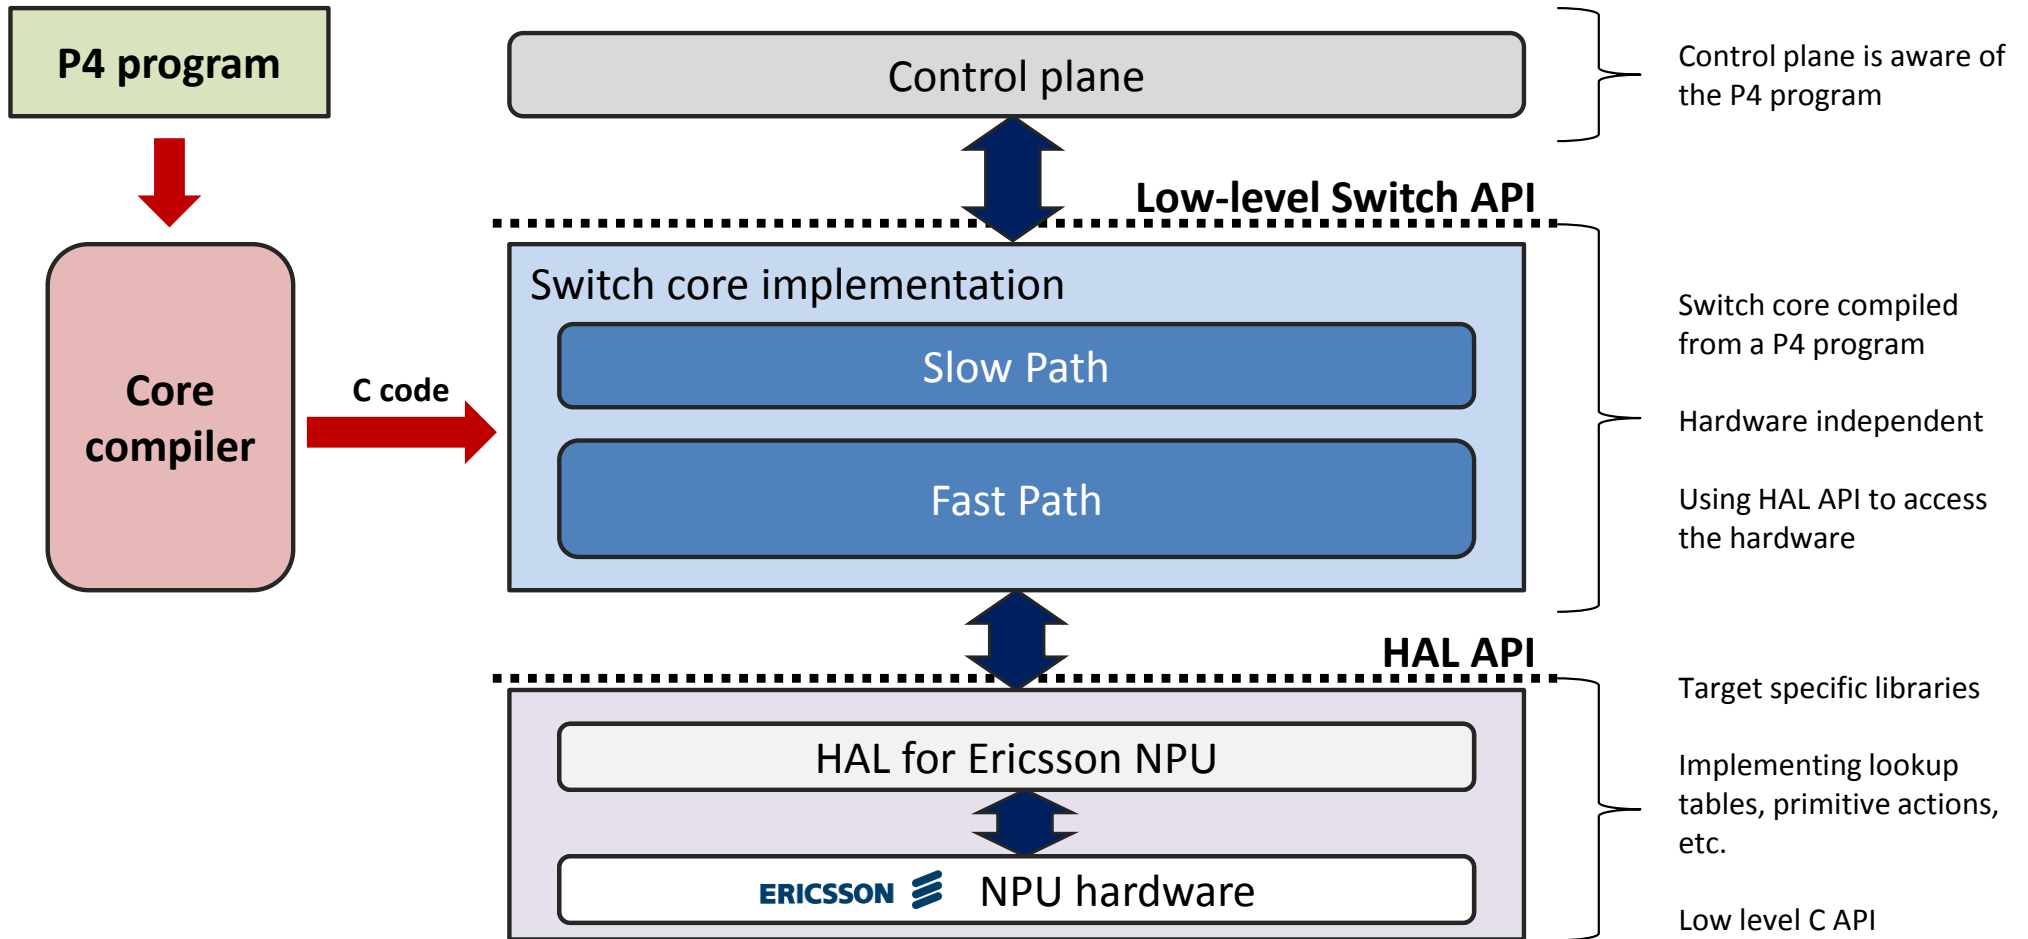 P4 program
Control plane
Control plane is aware of
the P4 program
Low-level Switch API
Core
compiler
C code
Switch core implementation
Slow Path
Fast Path
Switch core compiled
from a P4 program
Hardware independent
Using HAL API to access
the hardware
HAL API
HAL for Ericsson NPU
ERICSSON NPU hardware
Target specific libraries
Implementing lookup
tables, primitive actions,
etc.
Low level C API